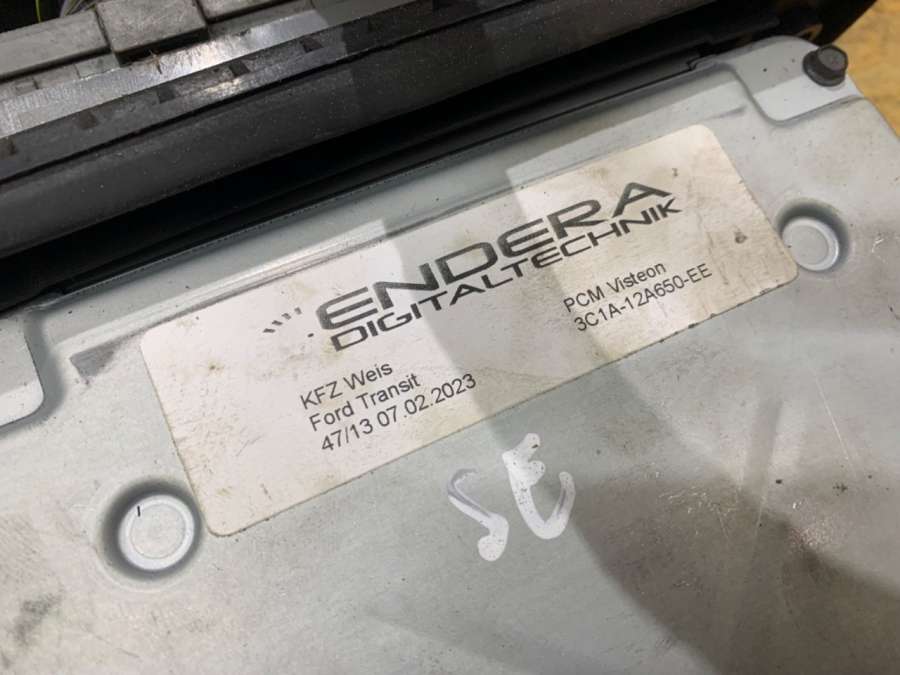 ENDERA
DIGITALTECHNIK
PCM Visteon
3C1A-12A650-EE
KFZ Weis
Ford Transit
47/13 07.02.2023
SE